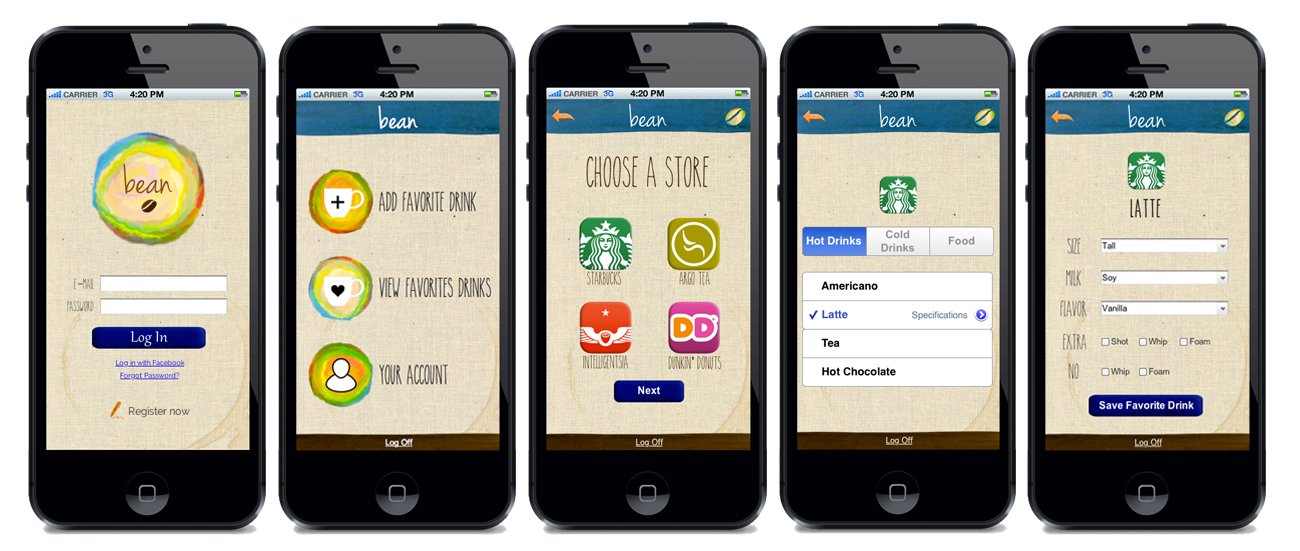 CARRIER 3G 4:20 PM
bean
E-MAIL
PASSWORD
Log In
Log in with Facebook
Forgot Password?
Register now
CARRIER 3G 4:20 PM
bean
ADD FAVORITE DRINK
VIEW FAVORITES DRINKS
YOUR ACCOUNT
Log Off
CARRIER 3G 4:20 PM
bean
CHOOSE A STORE
STARBUCKS
ARGO TEA
DD
INTELLIGENTSIA
DUNKIN' DONUTS
Next
Log Off
CARRIER 3G 4:20 PM
bean
Hot Drinks
Cold
Drinks
Food
Americano
Latte Specifications
Tea
Hot Chocolate
Log Off
CARRIER 3G 4:20 PM
bean
LATTE
SIZE Tall
MILK Soy
FLAVOR Vanilla
EXTRA Shot Whip Foam
NO Whip Foam
Save Favorite Drink
Log Off